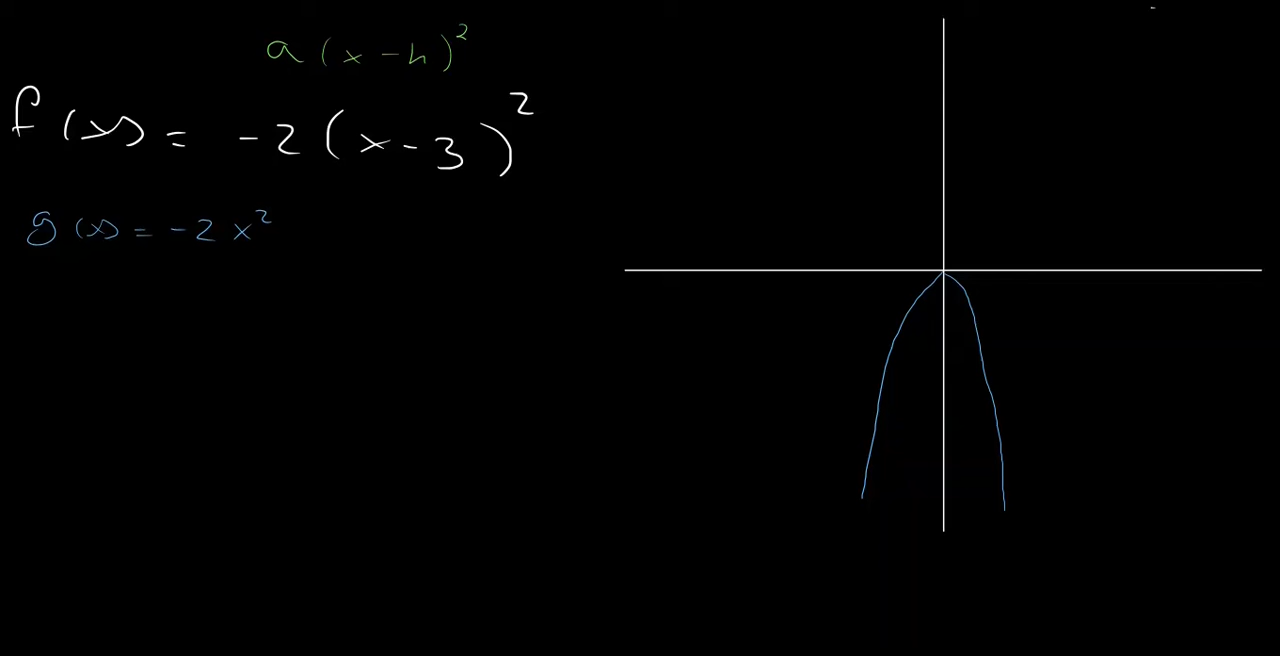 a(x-h)²
f(x) = -2(x-3)²
g(x) = -2x²